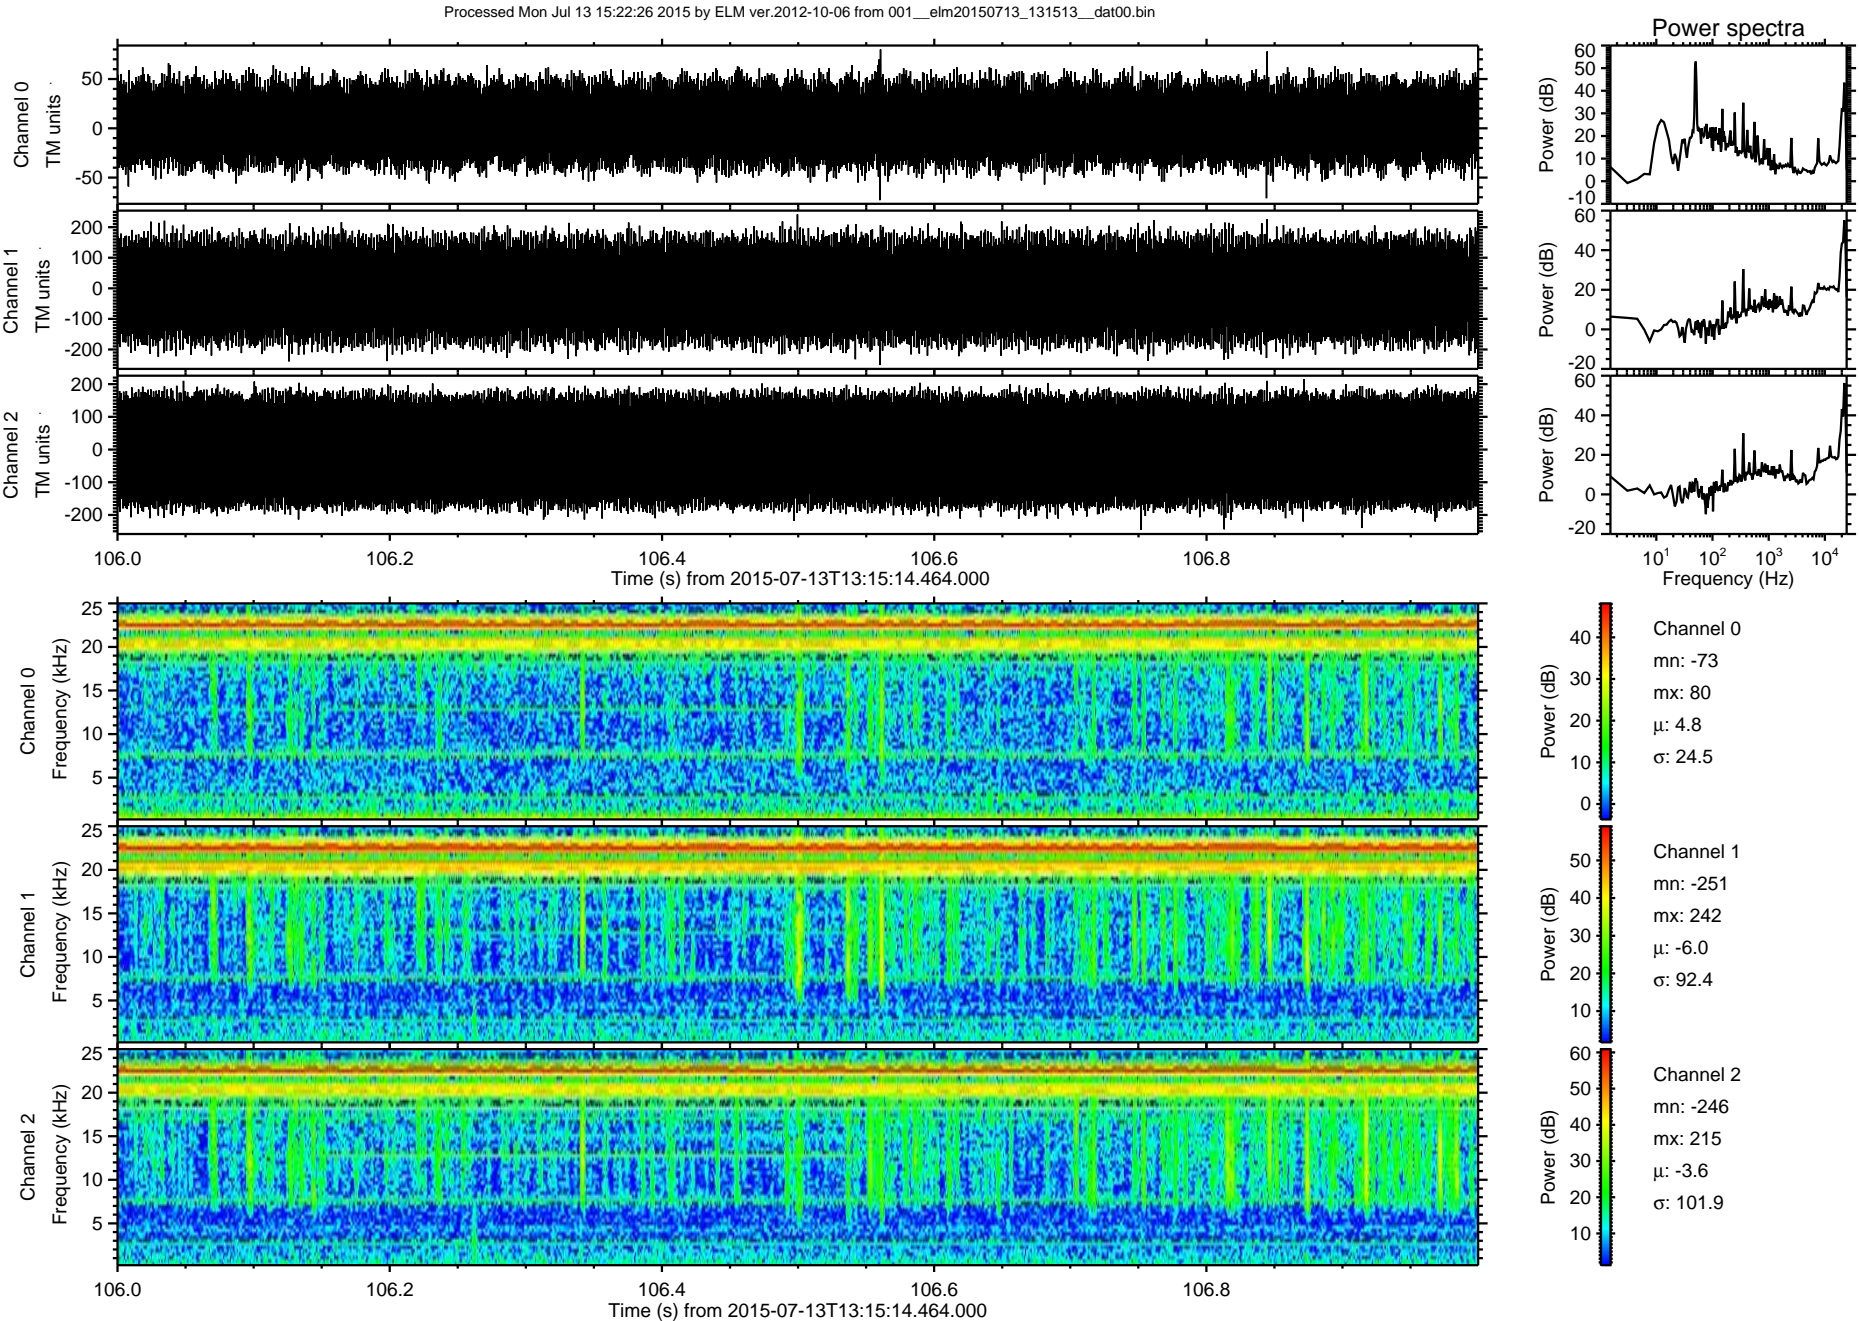 Processed Mon Jul 13 15:22:26 2015 by ELM ver.2012-10-06 from 001__elm20150713_131513__dat00.bin
Power spectra
Channel 0
TM units
50
0
-50
Power (dB)
60
50
40
30
20
10
0
-10
Channel 1
TM units
200
100
0
-100
-200
Power (dB)
60
40
20
0
-20
Channel 2
TM units
200
100
0
-100
-200
Power (dB)
60
40
20
0
-20
106.0 106.2 106.4 106.6 106.8
Time (s) from 2015-07-13T13:15:14.464.000
10¹ 10² 10³ 10⁴
Frequency (Hz)
Channel 0
Frequency (kHz)
25
20
15
10
5
Power (dB)
40
30
20
10
0
Channel 0
mn: -73
mx: 80
μ: 4.8
σ: 24.5
Channel 1
Frequency (kHz)
25
20
15
10
5
Power (dB)
50
40
30
20
10
Channel 1
mn: -251
mx: 242
μ: -6.0
σ: 92.4
Channel 2
Frequency (kHz)
25
20
15
10
5
Power (dB)
60
50
40
30
20
10
Channel 2
mn: -246
mx: 215
μ: -3.6
σ: 101.9
106.0 106.2 106.4 106.6 106.8
Time (s) from 2015-07-13T13:15:14.464.000